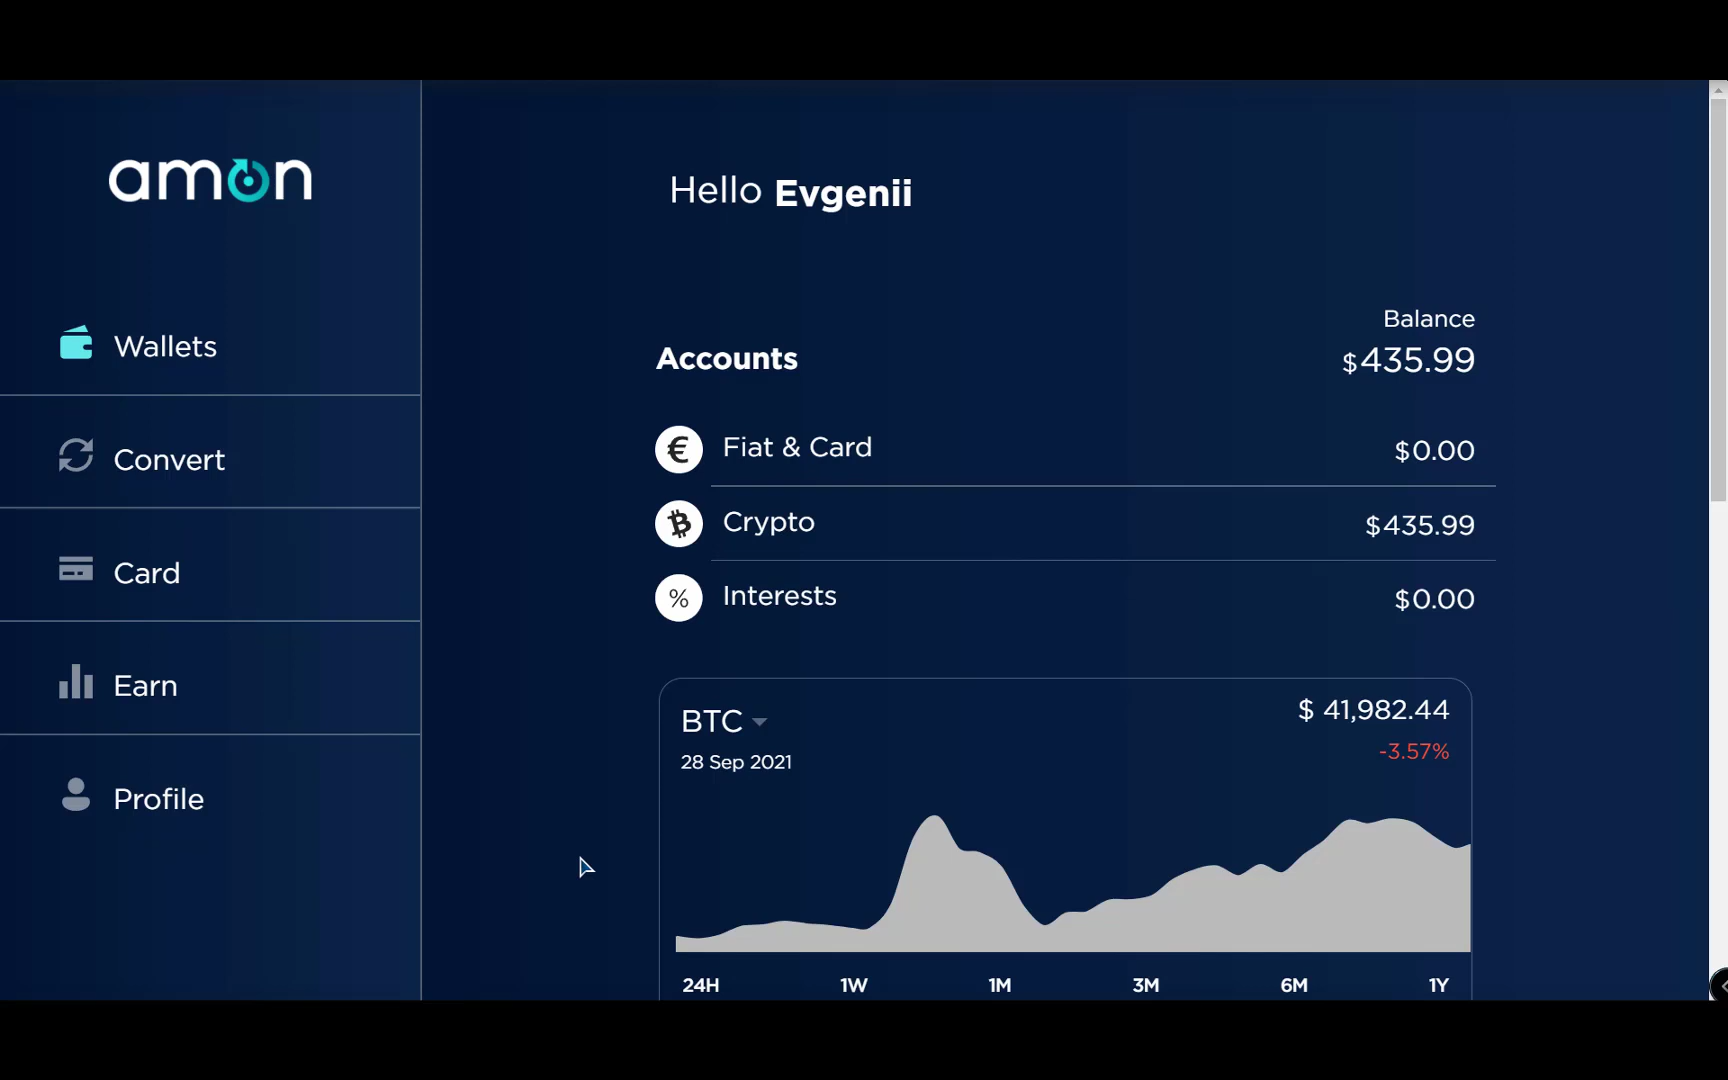 amon
Hello Evgenii
Wallets
Convert
Card
Earn
Profile
Balance
Accounts $435.99
€ Fiat & Card $0.00
Crypto $435.99
% Interests $0.00
BTC $ 41,982.44
-3.57%
28 Sep 2021
24H 1W 1M 3M 6M 1Y